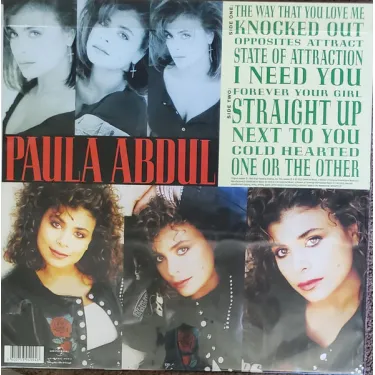 SIDE ONE:
THE WAY THAT YOU LOVE ME
KNOCKED OUT
OPPOSITES ATTRACT
STATE OF ATTRACTION
I NEED YOU
SIDE TWO:
FOREVER YOUR GIRL
STRAIGHT UP
NEXT TO YOU
COLD HEARTED
ONE OR THE OTHER
PAULA ABDUL